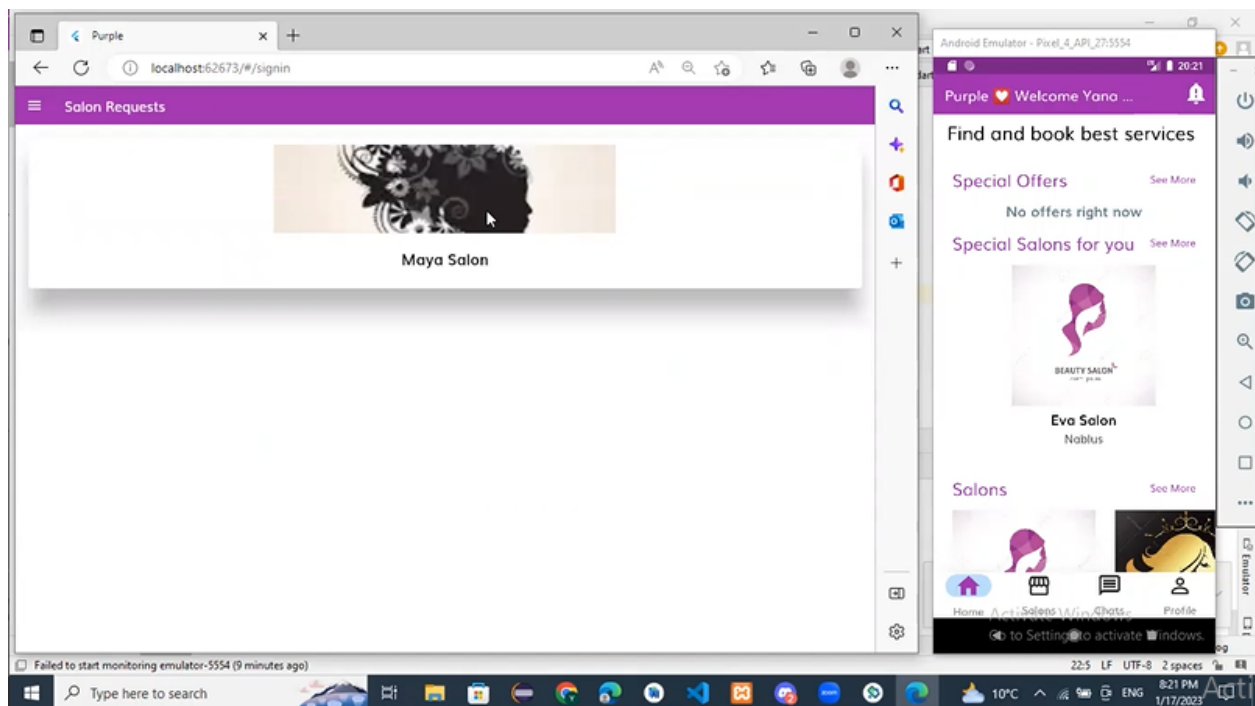 Purple
localhost:62673/#/signin
Salon Requests
Maya Salon
Android Emulator - Pixel_4_API_27:5554
20:21
Purple Welcome Yana ...
Find and book best services
Special Offers See More
No offers right now
Special Salons for you See More
BEAUTY SALON
Eva Salon
Nablus
Salons See More
Home Salons Chats Profile
Activate Windows
Go to Settings to activate Windows.
Emulator
Failed to start monitoring emulator-5554 (9 minutes ago)
22:5 LF UTF-8 2 spaces
Type here to search
10°C ENG 8:21 PM
1/17/2023